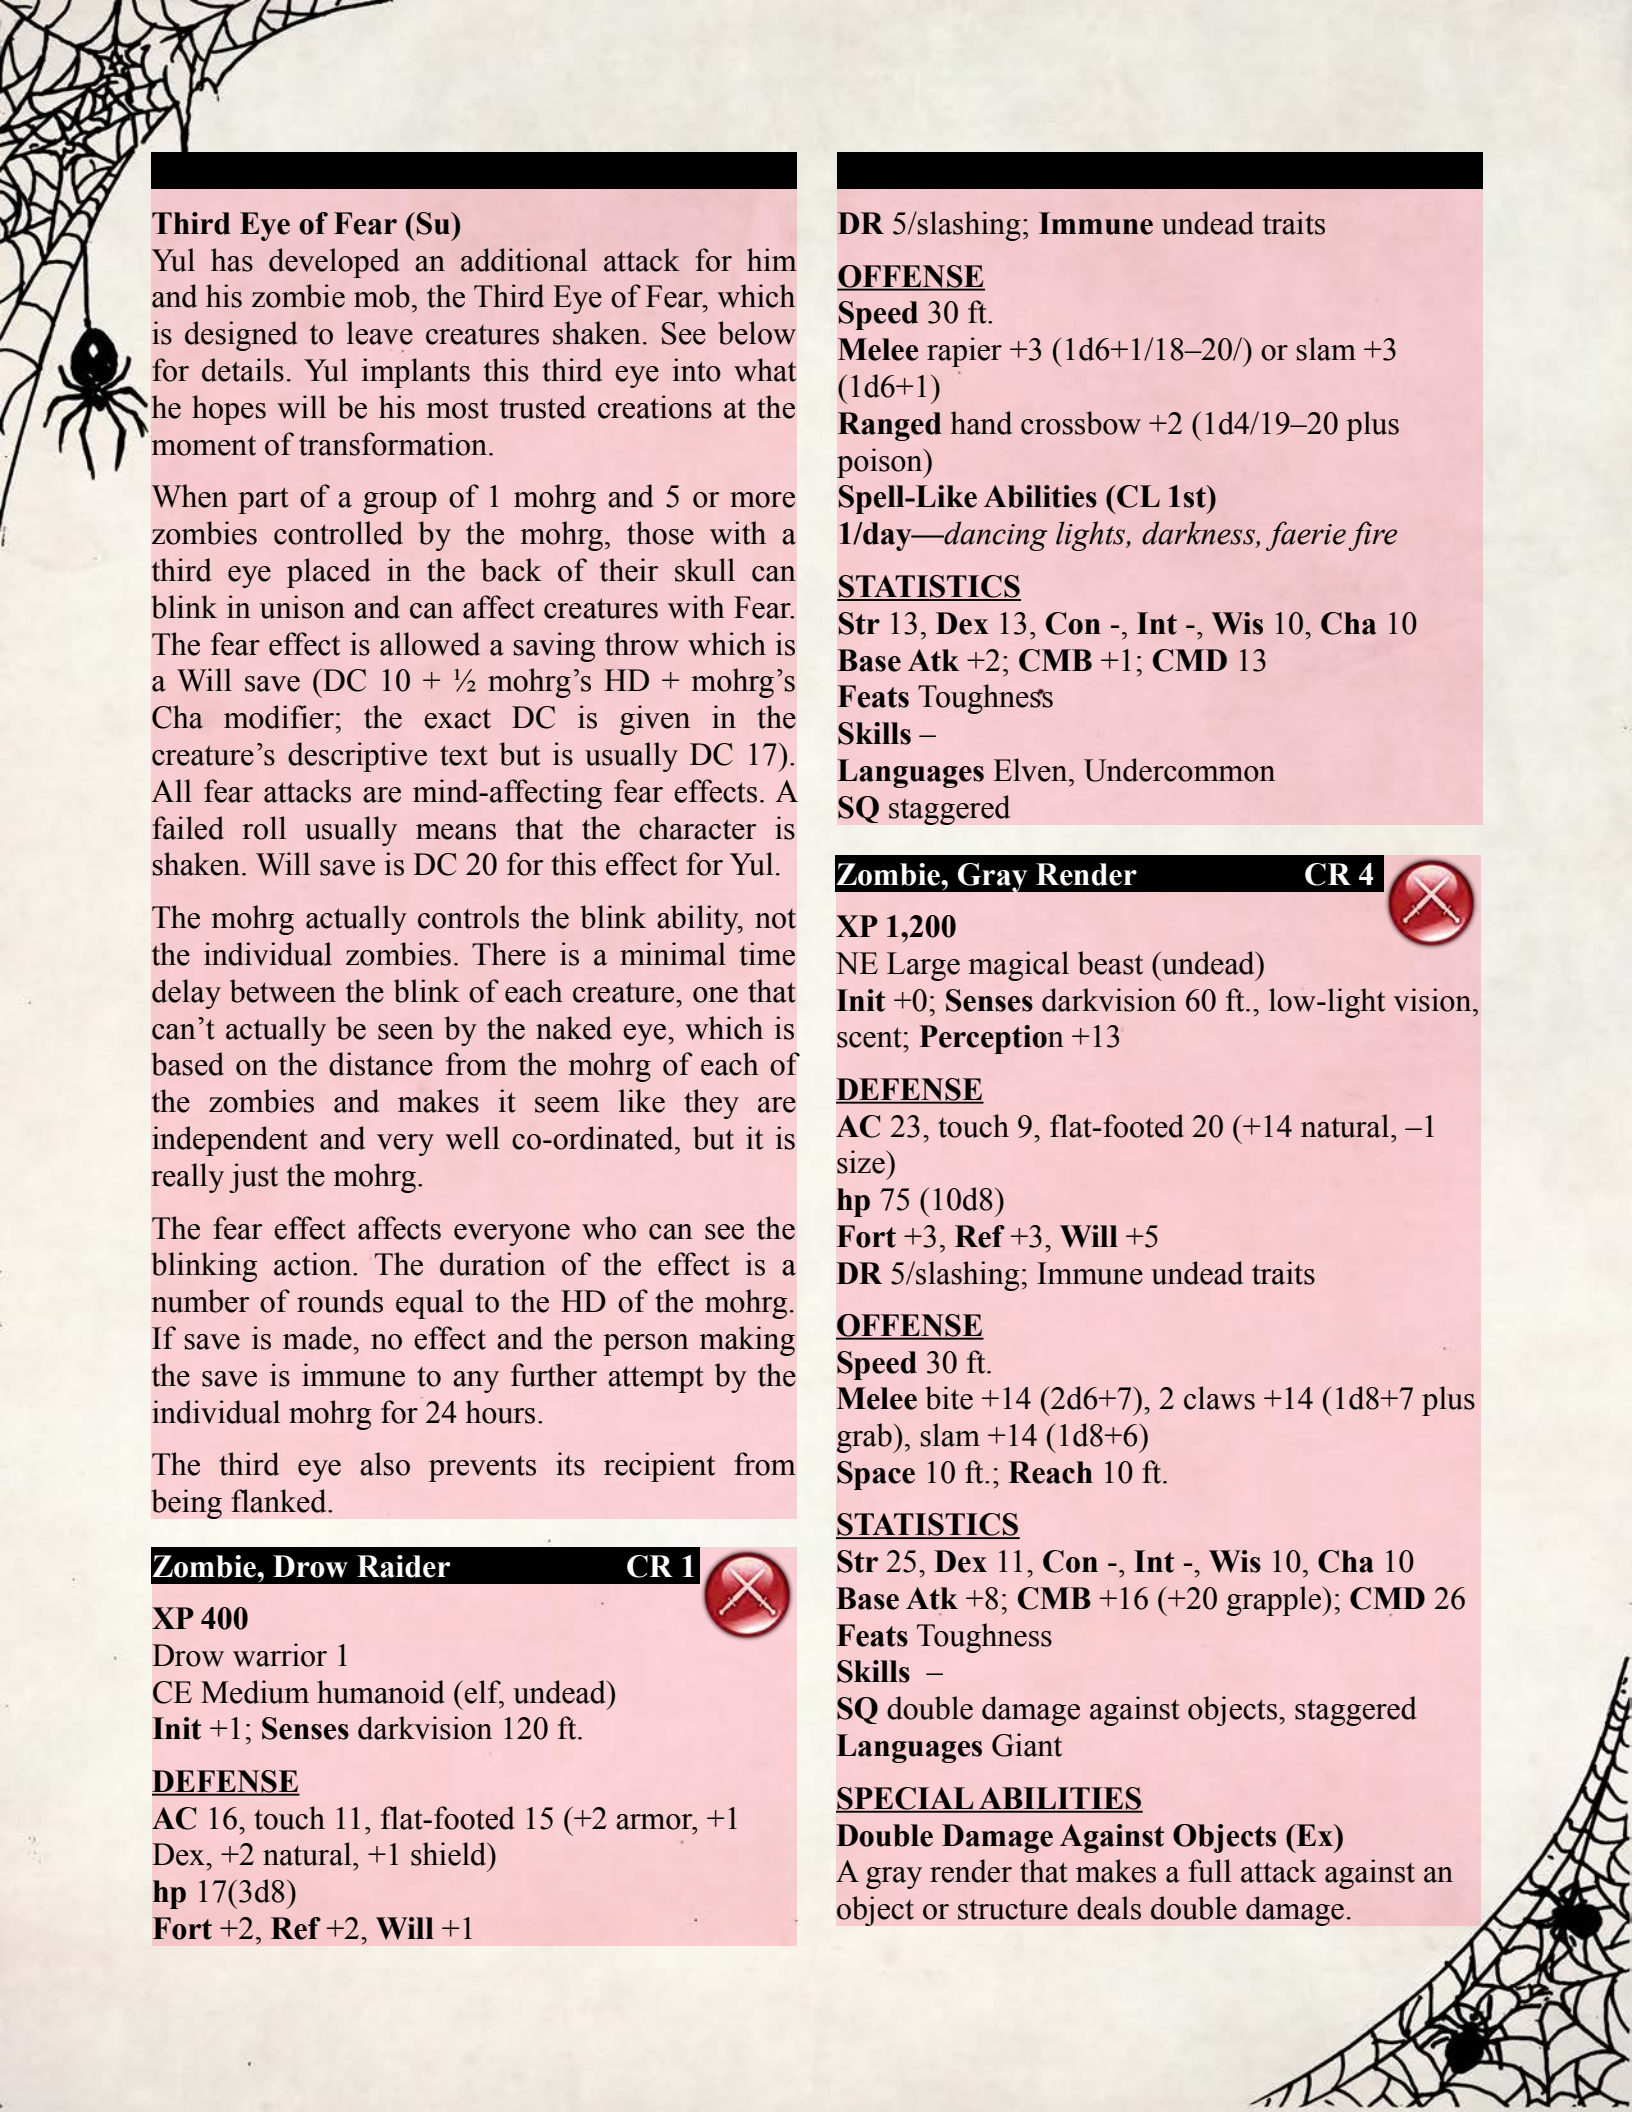 Third Eye of Fear (Su)
Yul has developed an additional attack for him
and his zombie mob, the Third Eye of Fear, which
is designed to leave creatures shaken. See below
for details. Yul implants this third eye into what
he hopes will be his most trusted creations at the
moment of transformation.
When part of a group of 1 mohrg and 5 or more
zombies controlled by the mohrg, those with a
third eye placed in the back of their skull can
blink in unison and can affect creatures with Fear.
The fear effect is allowed a saving throw which is
a Will save (DC 10 + ½ mohrg’s HD + mohrg’s
Cha modifier; the exact DC is given in the
creature’s descriptive text but is usually DC 17).
All fear attacks are mind-affecting fear effects. A
failed roll usually means that the character is
shaken. Will save is DC 20 for this effect for Yul.
The mohrg actually controls the blink ability, not
the individual zombies. There is a minimal time
delay between the blink of each creature, one that
can’t actually be seen by the naked eye, which is
based on the distance from the mohrg of each of
the zombies and makes it seem like they are
independent and very well co-ordinated, but it is
really just the mohrg.
The fear effect affects everyone who can see the
blinking action. The duration of the effect is a
number of rounds equal to the HD of the mohrg.
If save is made, no effect and the person making
the save is immune to any further attempt by the
individual mohrg for 24 hours.
The third eye also prevents its recipient from
being flanked.
Zombie, Drow Raider CR 1
XP 400
Drow warrior 1
CE Medium humanoid (elf, undead)
Init +1; Senses darkvision 120 ft.
DEFENSE
AC 16, touch 11, flat-footed 15 (+2 armor, +1
Dex, +2 natural, +1 shield)
hp 17(3d8)
Fort +2, Ref +2, Will +1
DR 5/slashing; Immune undead traits
OFFENSE
Speed 30 ft.
Melee rapier +3 (1d6+1/18–20/) or slam +3
(1d6+1)
Ranged hand crossbow +2 (1d4/19–20 plus
poison)
Spell-Like Abilities (CL 1st)
1/day—dancing lights, darkness, faerie fire
STATISTICS
Str 13, Dex 13, Con -, Int -, Wis 10, Cha 10
Base Atk +2; CMB +1; CMD 13
Feats Toughness
Skills –
Languages Elven, Undercommon
SQ staggered
Zombie, Gray Render CR 4
XP 1,200
NE Large magical beast (undead)
Init +0; Senses darkvision 60 ft., low-light vision,
scent; Perception +13
DEFENSE
AC 23, touch 9, flat-footed 20 (+14 natural, –1
size)
hp 75 (10d8)
Fort +3, Ref +3, Will +5
DR 5/slashing; Immune undead traits
OFFENSE
Speed 30 ft.
Melee bite +14 (2d6+7), 2 claws +14 (1d8+7 plus
grab), slam +14 (1d8+6)
Space 10 ft.; Reach 10 ft.
STATISTICS
Str 25, Dex 11, Con -, Int -, Wis 10, Cha 10
Base Atk +8; CMB +16 (+20 grapple); CMD 26
Feats Toughness
Skills –
SQ double damage against objects, staggered
Languages Giant
SPECIAL ABILITIES
Double Damage Against Objects (Ex)
A gray render that makes a full attack against an
object or structure deals double damage.